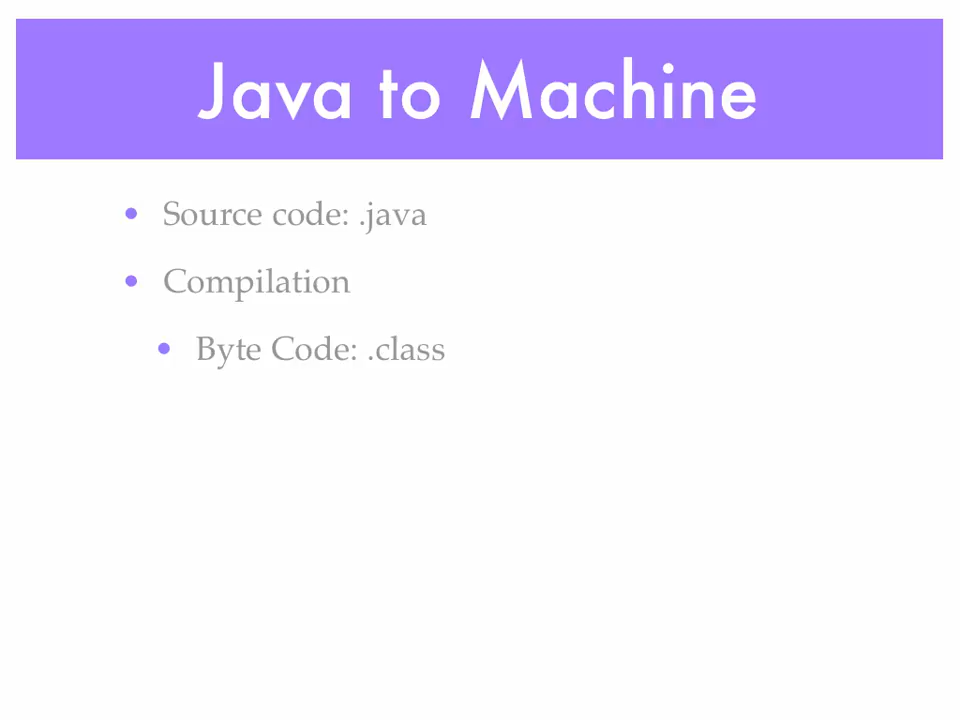 Java to Machine
• Source code: .java
• Compilation
• Byte Code: .class